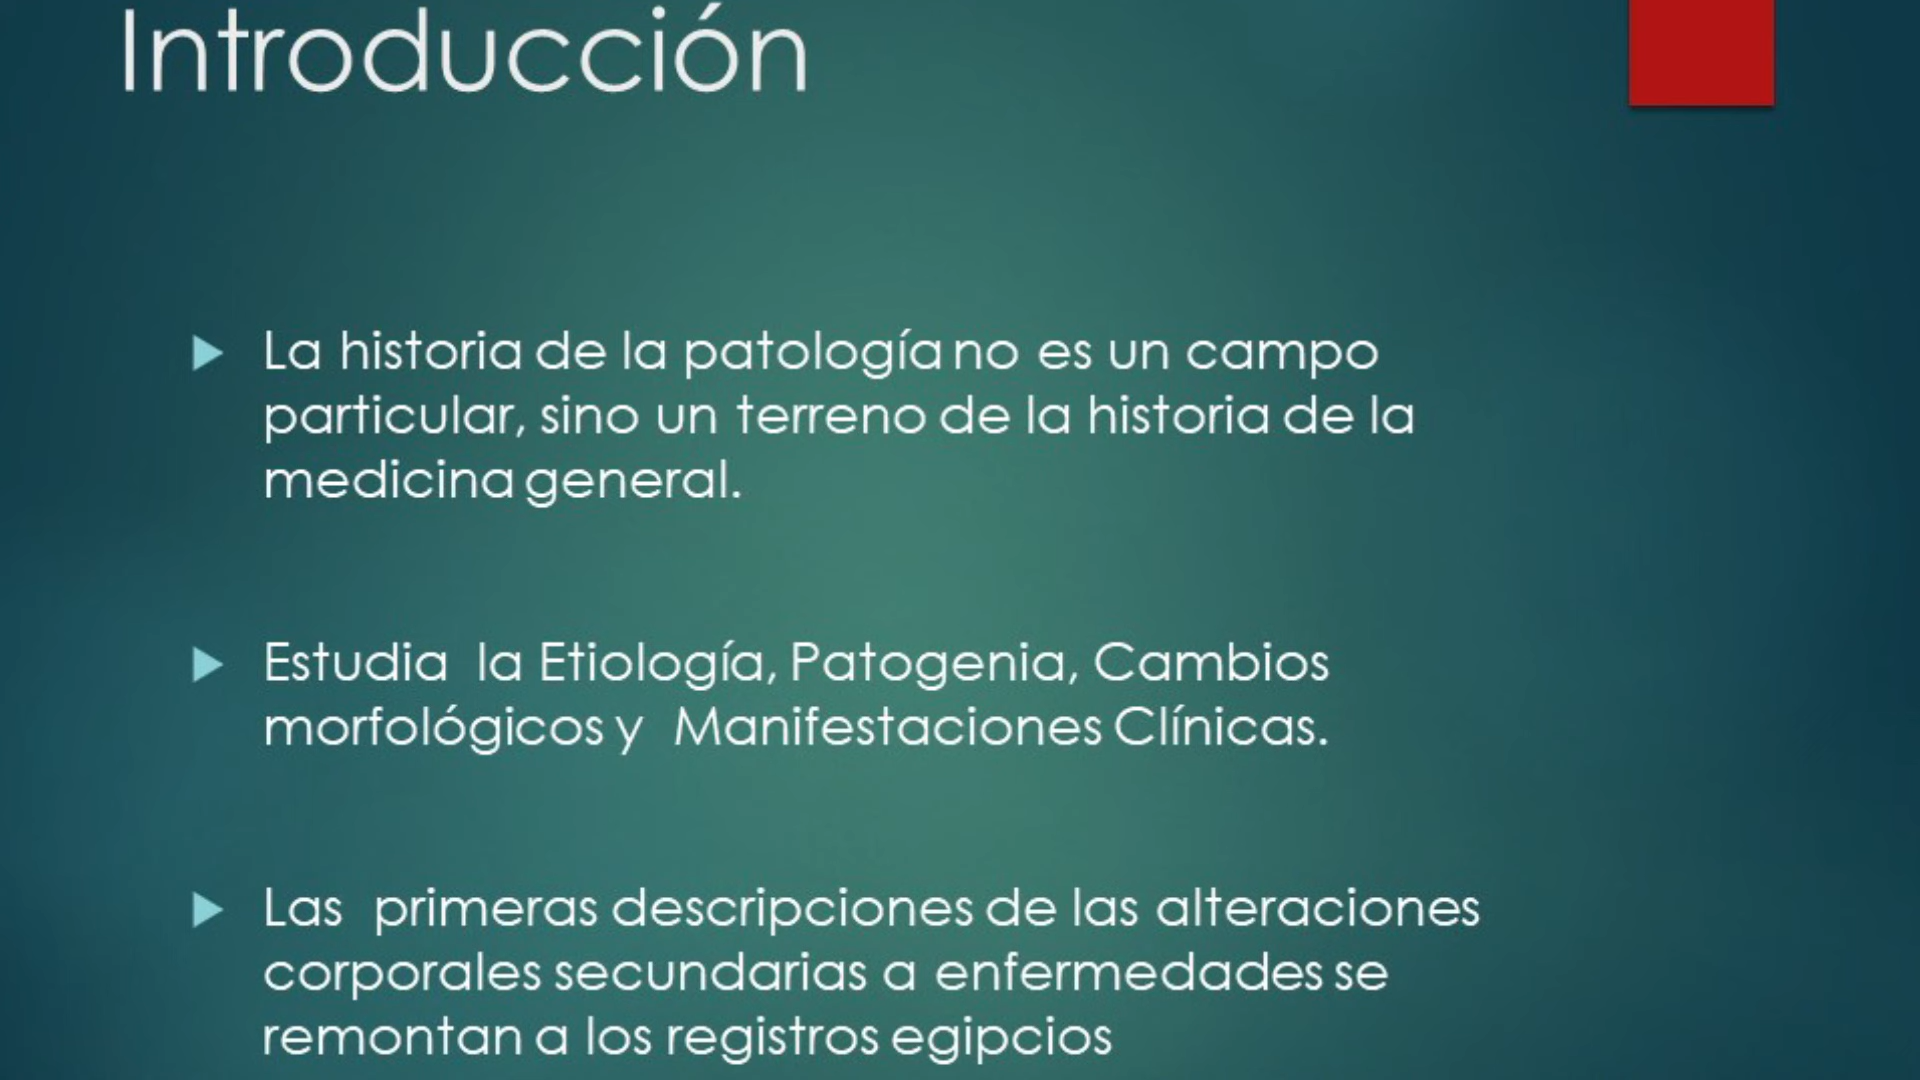 Introducción
La historia de la patología no es un campo
particular, sino un terreno de la historia de la
medicina general.
Estudia la Etiología, Patogenia, Cambios
morfológicos y Manifestaciones Clínicas.
Las primeras descripciones de las alteraciones
corporales secundarias a enfermedades se
remontan a los registros egipcios